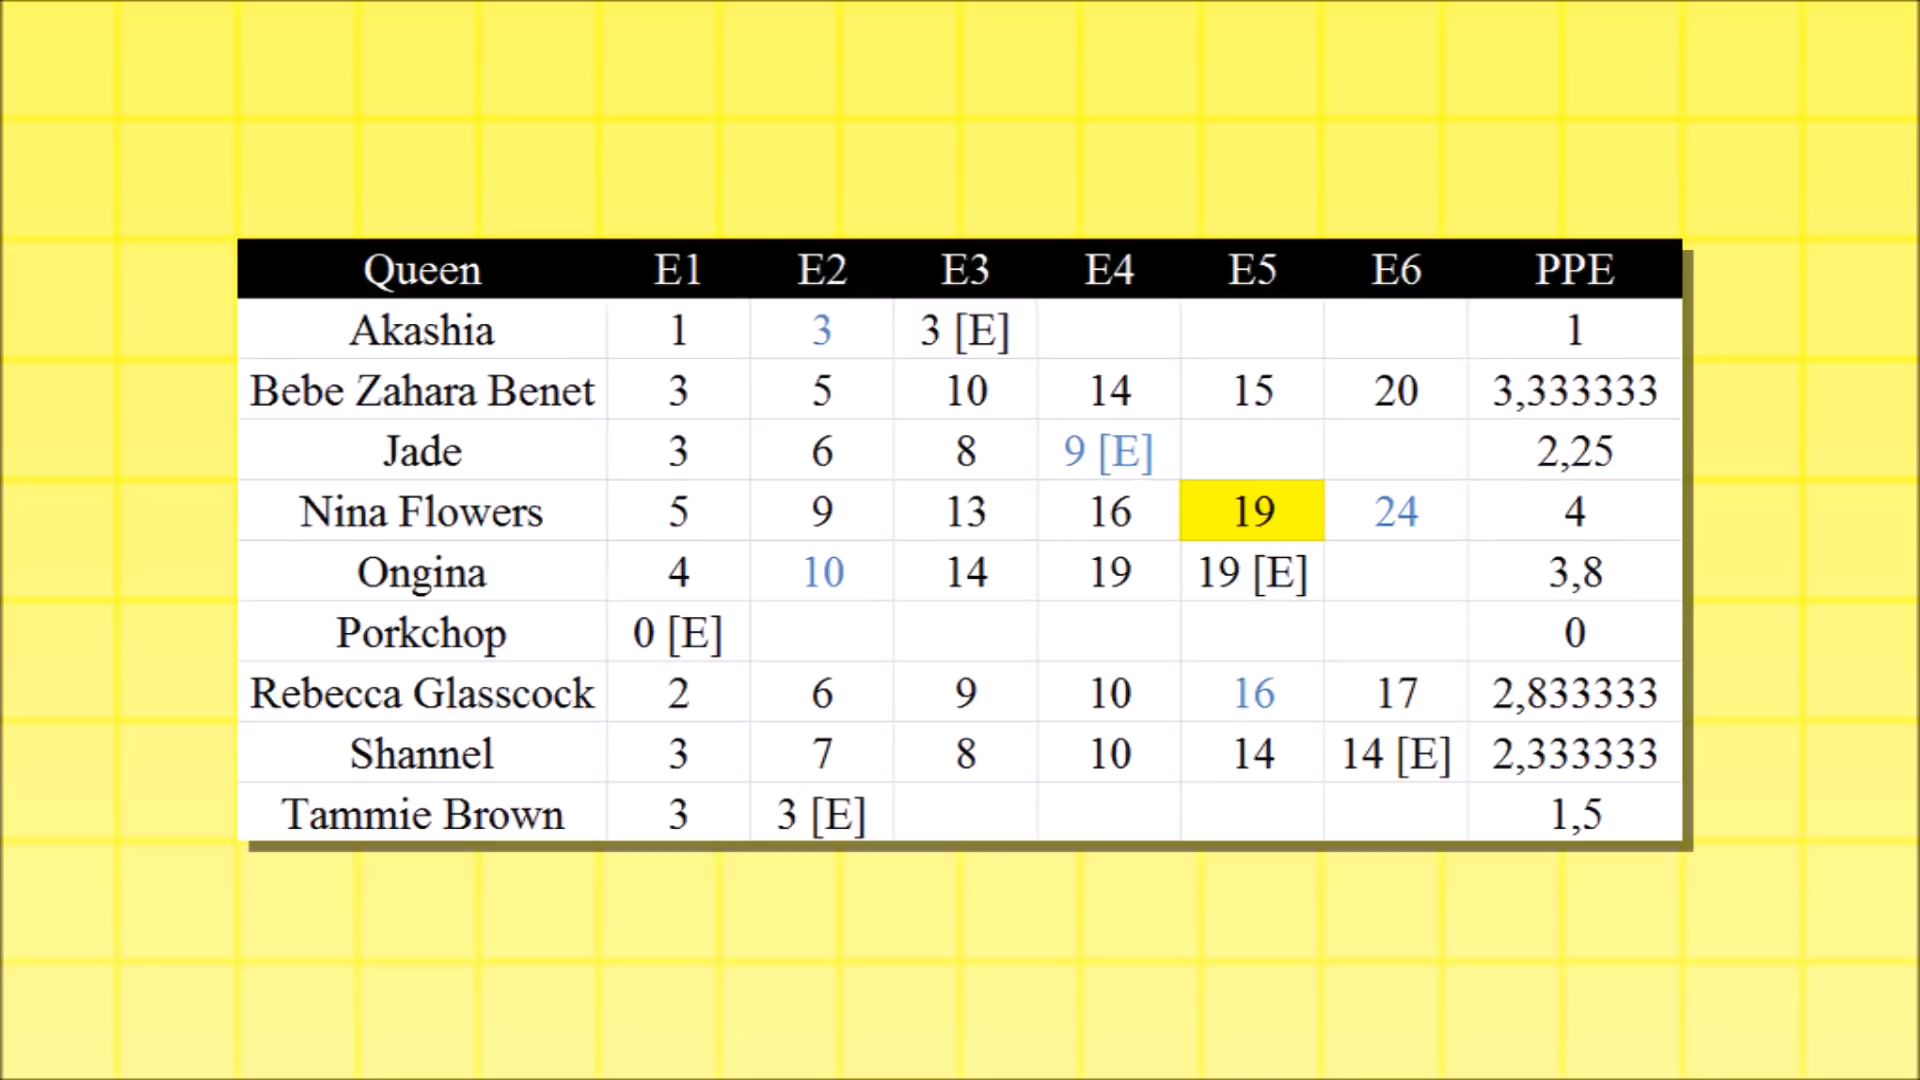 Queen E1 E2 E3 E4 E5 E6 PPE
Akashia 1 3 3 [E] 1
Bebe Zahara Benet 3 5 10 14 15 20 3,333333
Jade 3 6 8 9 [E] 2,25
Nina Flowers 5 9 13 16 19 24 4
Ongina 4 10 14 19 19 [E] 3,8
Porkchop 0 [E] 0
Rebecca Glasscock 2 6 9 10 16 17 2,833333
Shannel 3 7 8 10 14 14 [E] 2,333333
Tammie Brown 3 3 [E] 1,5